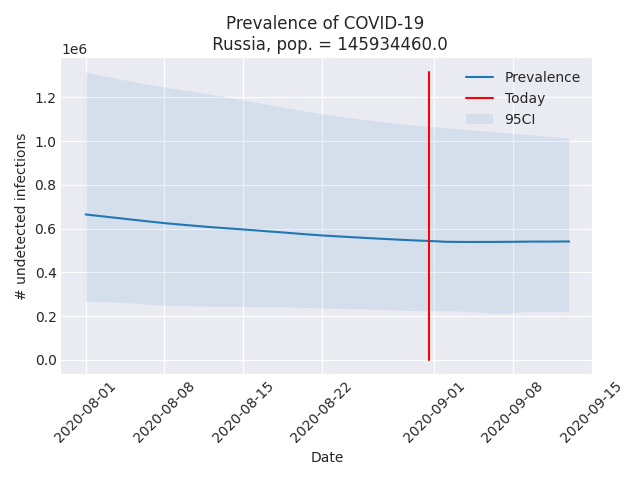 Prevalence of COVID-19
Russia, pop. = 145934460.0
1e6
Prevalence
Today
95CI
1.2
1.0
0.8
0.6
0.4
0.2
0.0
# undetected infections
2020-08-01
2020-08-08
2020-08-15
2020-08-22
2020-09-01
2020-09-08
2020-09-15
Date